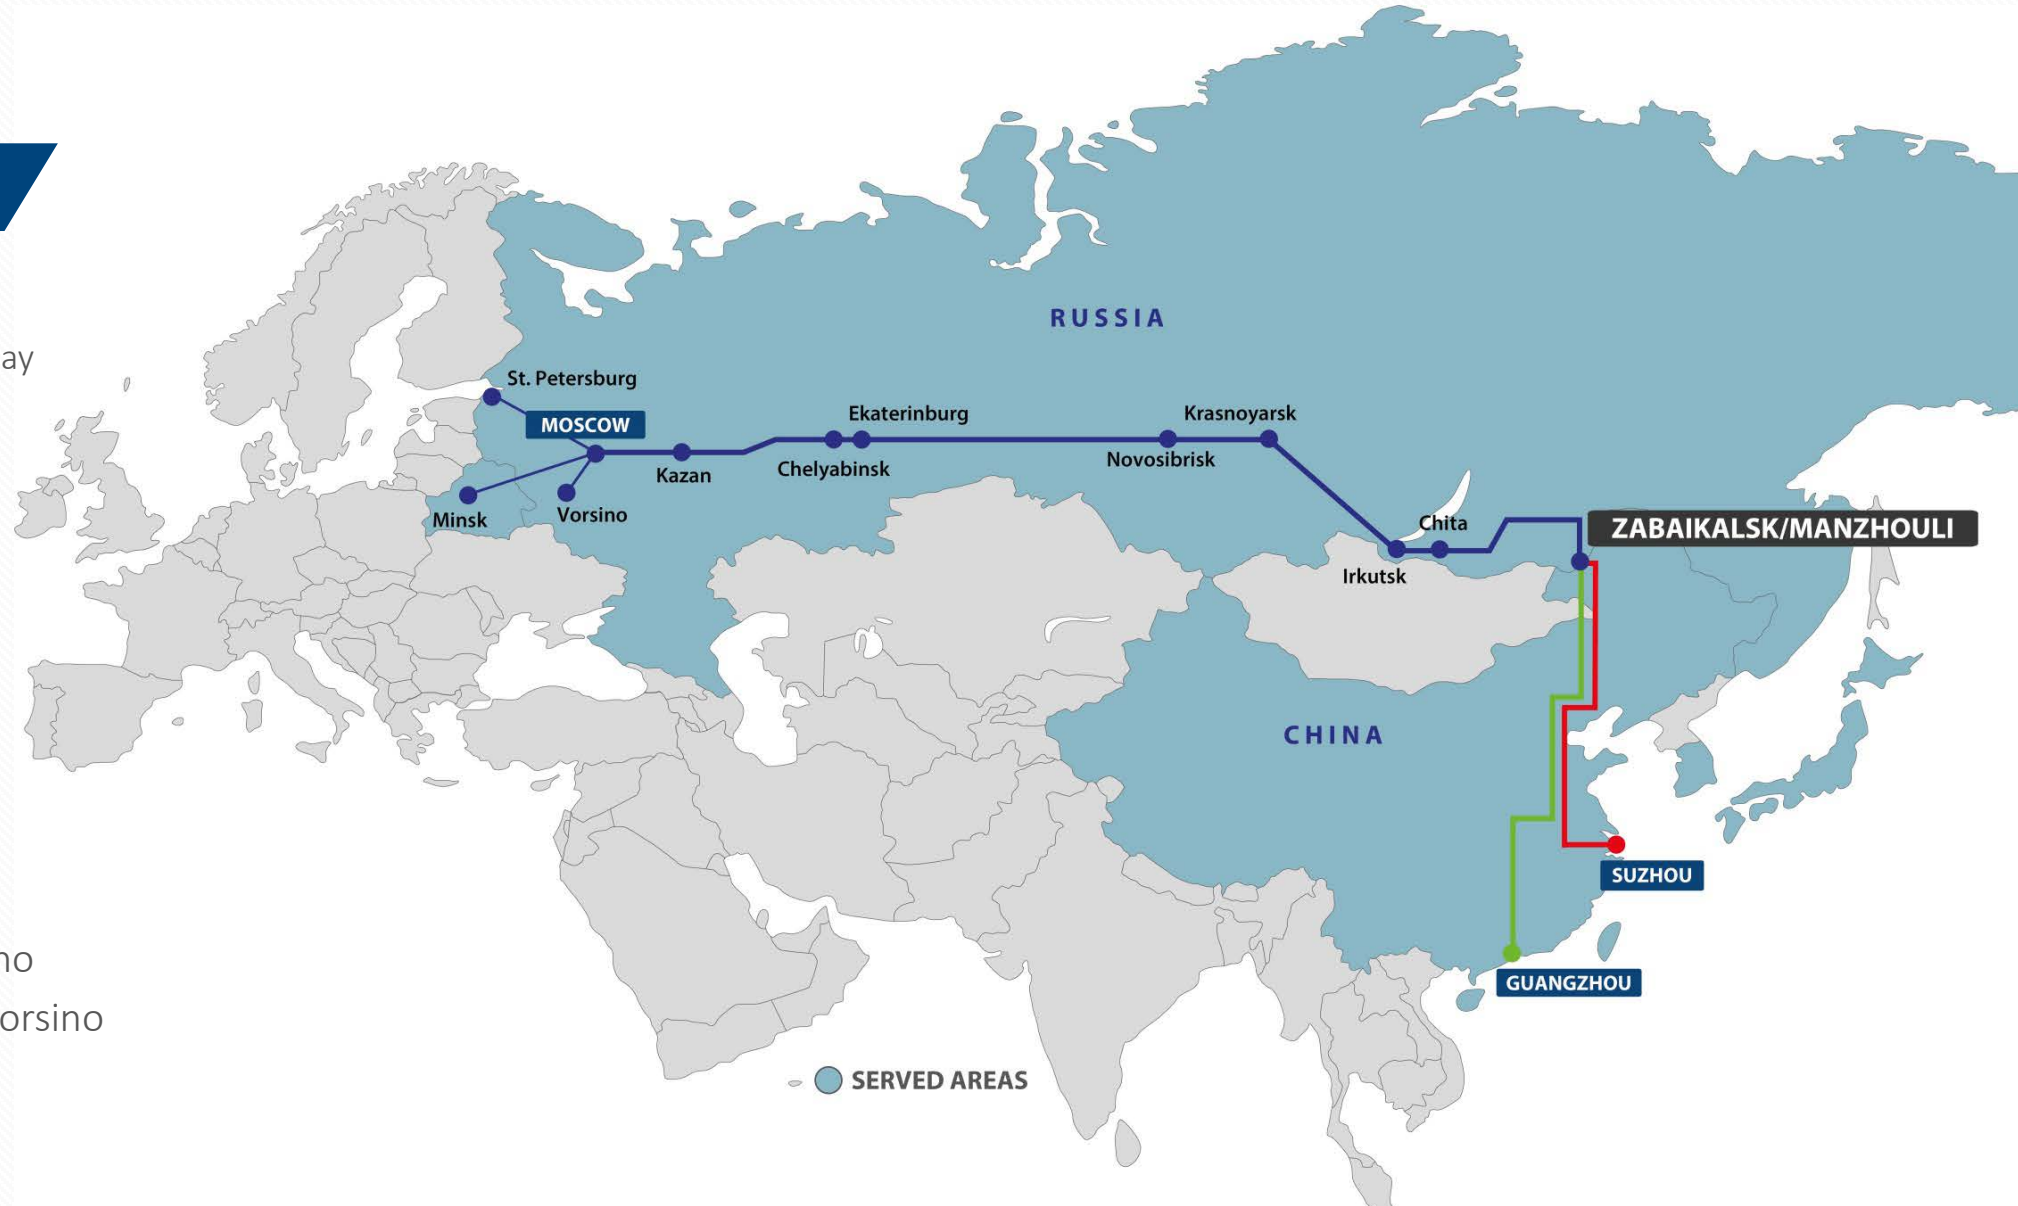 ay
RUSSIA
St. Petersburg
MOSCOW
Ekaterinburg
Krasnoyarsk
Kazan
Chelyabinsk
Novosibrisk
Minsk
Vorsino
Chita
ZABAIKALSK/MANZHOULI
Irkutsk
CHINA
SUZHOU
no
orsino
GUANGZHOU
SERVED AREAS